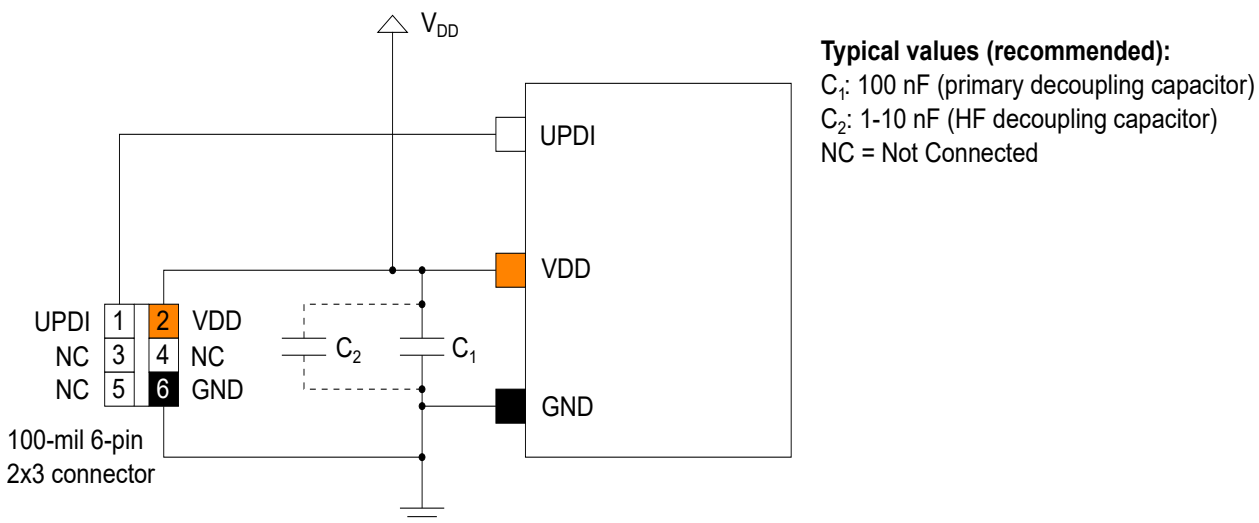 V_DD
Typical values (recommended):
C₁: 100 nF (primary decoupling capacitor)
C₂: 1-10 nF (HF decoupling capacitor)
NC = Not Connected
UPDI
VDD
UPDI 1 2 VDD
NC 3 4 NC
NC 5 6 GND
C₂
C₁
GND
100-mil 6-pin
2x3 connector